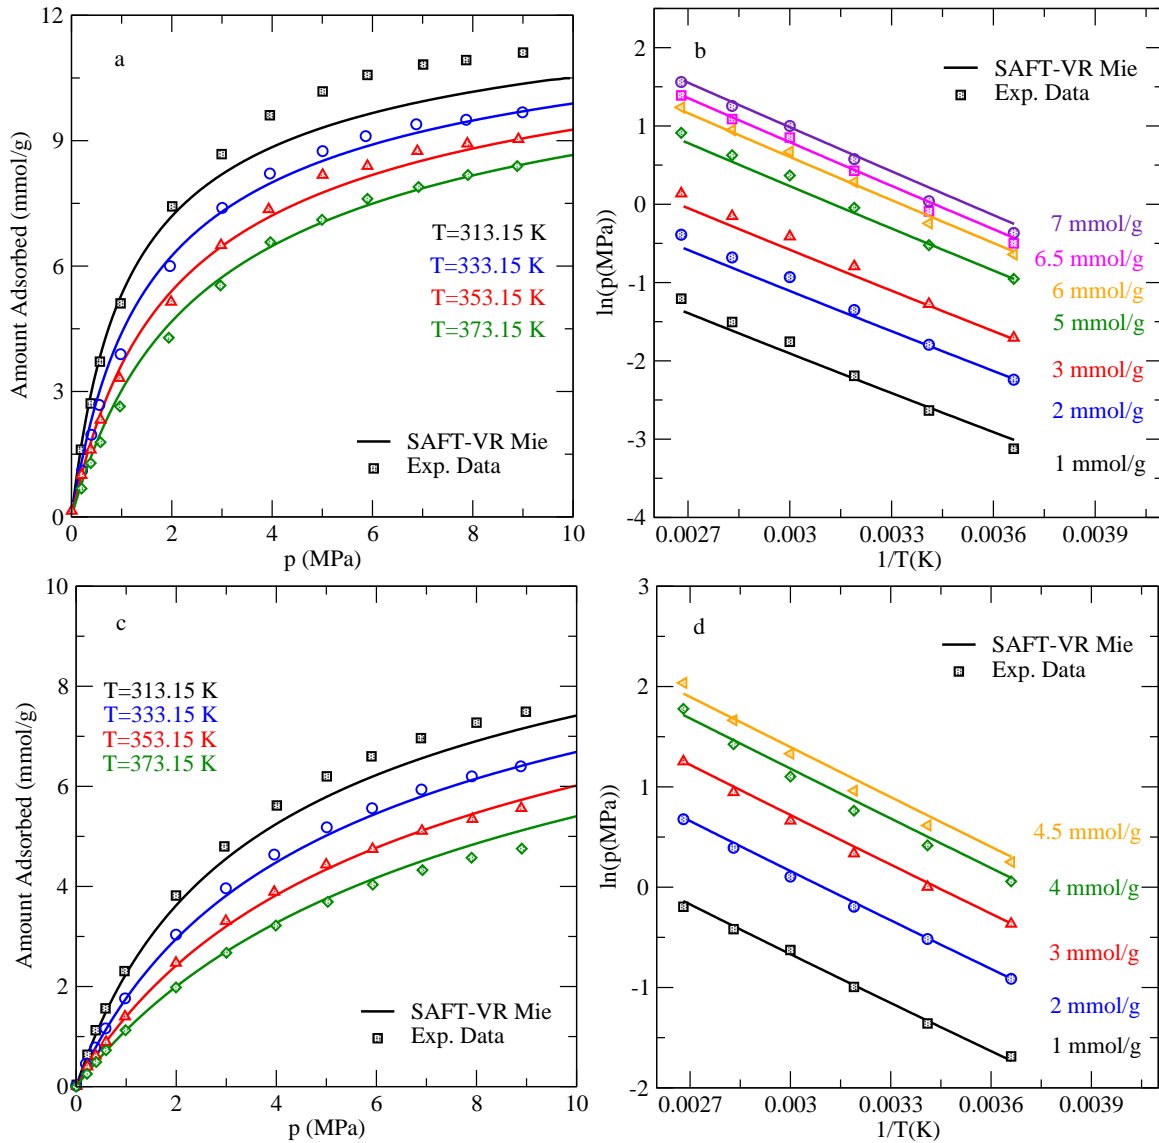 12
9
6
3
0
Amount Adsorbed (mmol/g)
a
T=313.15 K
T=333.15 K
T=353.15 K
T=373.15 K
SAFT-VR Mie
Exp. Data
0 2 4 6 8 10
p (MPa)
2
1
0
-1
-2
-3
-4
ln(p(MPa))
b
SAFT-VR Mie
Exp. Data
7 mmol/g
6.5 mmol/g
6 mmol/g
5 mmol/g
3 mmol/g
2 mmol/g
1 mmol/g
0.0027 0.003 0.0033 0.0036 0.0039
1/T(K)
10
8
6
4
2
0
Amount Adsorbed (mmol/g)
c
T=313.15 K
T=333.15 K
T=353.15 K
T=373.15 K
SAFT-VR Mie
Exp. Data
0 2 4 6 8 10
p (MPa)
3
2
1
0
-1
-2
ln(p(MPa))
d
SAFT-VR Mie
Exp. Data
4.5 mmol/g
4 mmol/g
3 mmol/g
2 mmol/g
1 mmol/g
0.0027 0.003 0.0033 0.0036 0.0039
1/T(K)